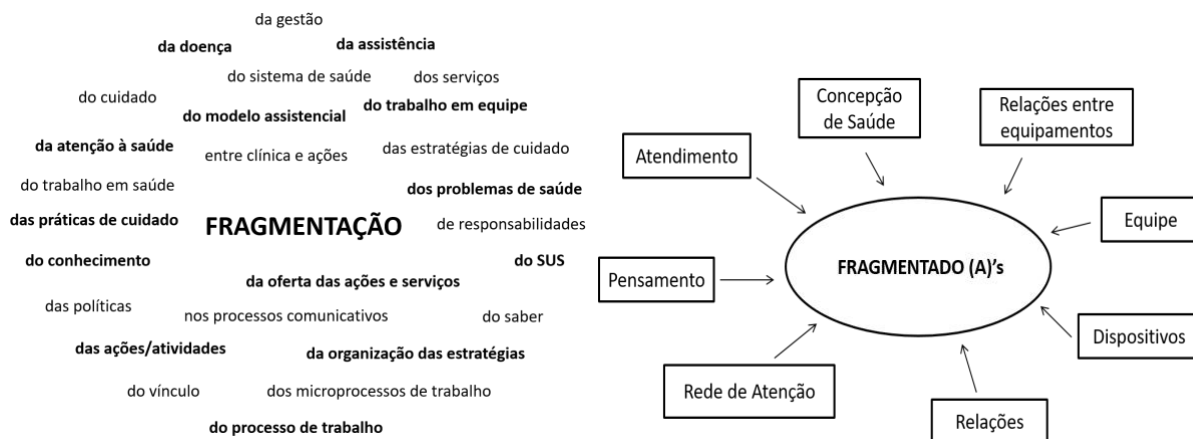 da gestão
da doença
da assistência
do sistema de saúde
dos serviços
do cuidado
do modelo assistencial
do trabalho em equipe
da atenção à saúde
entre clínica e ações
das estratégias de cuidado
do trabalho em saúde
dos problemas de saúde
das práticas de cuidado
FRAGMENTAÇÃO
de responsabilidades
do conhecimento
do SUS
da oferta das ações e serviços
das políticas
nos processos comunicativos
do saber
das ações/atividades
da organização das estratégias
do vínculo
dos microprocessos de trabalho
do processo de trabalho
Concepção
de Saúde
Relações entre
equipamentos
Atendimento
Equipe
FRAGMENTADO (A)'s
Pensamento
Dispositivos
Rede de Atenção
Relações